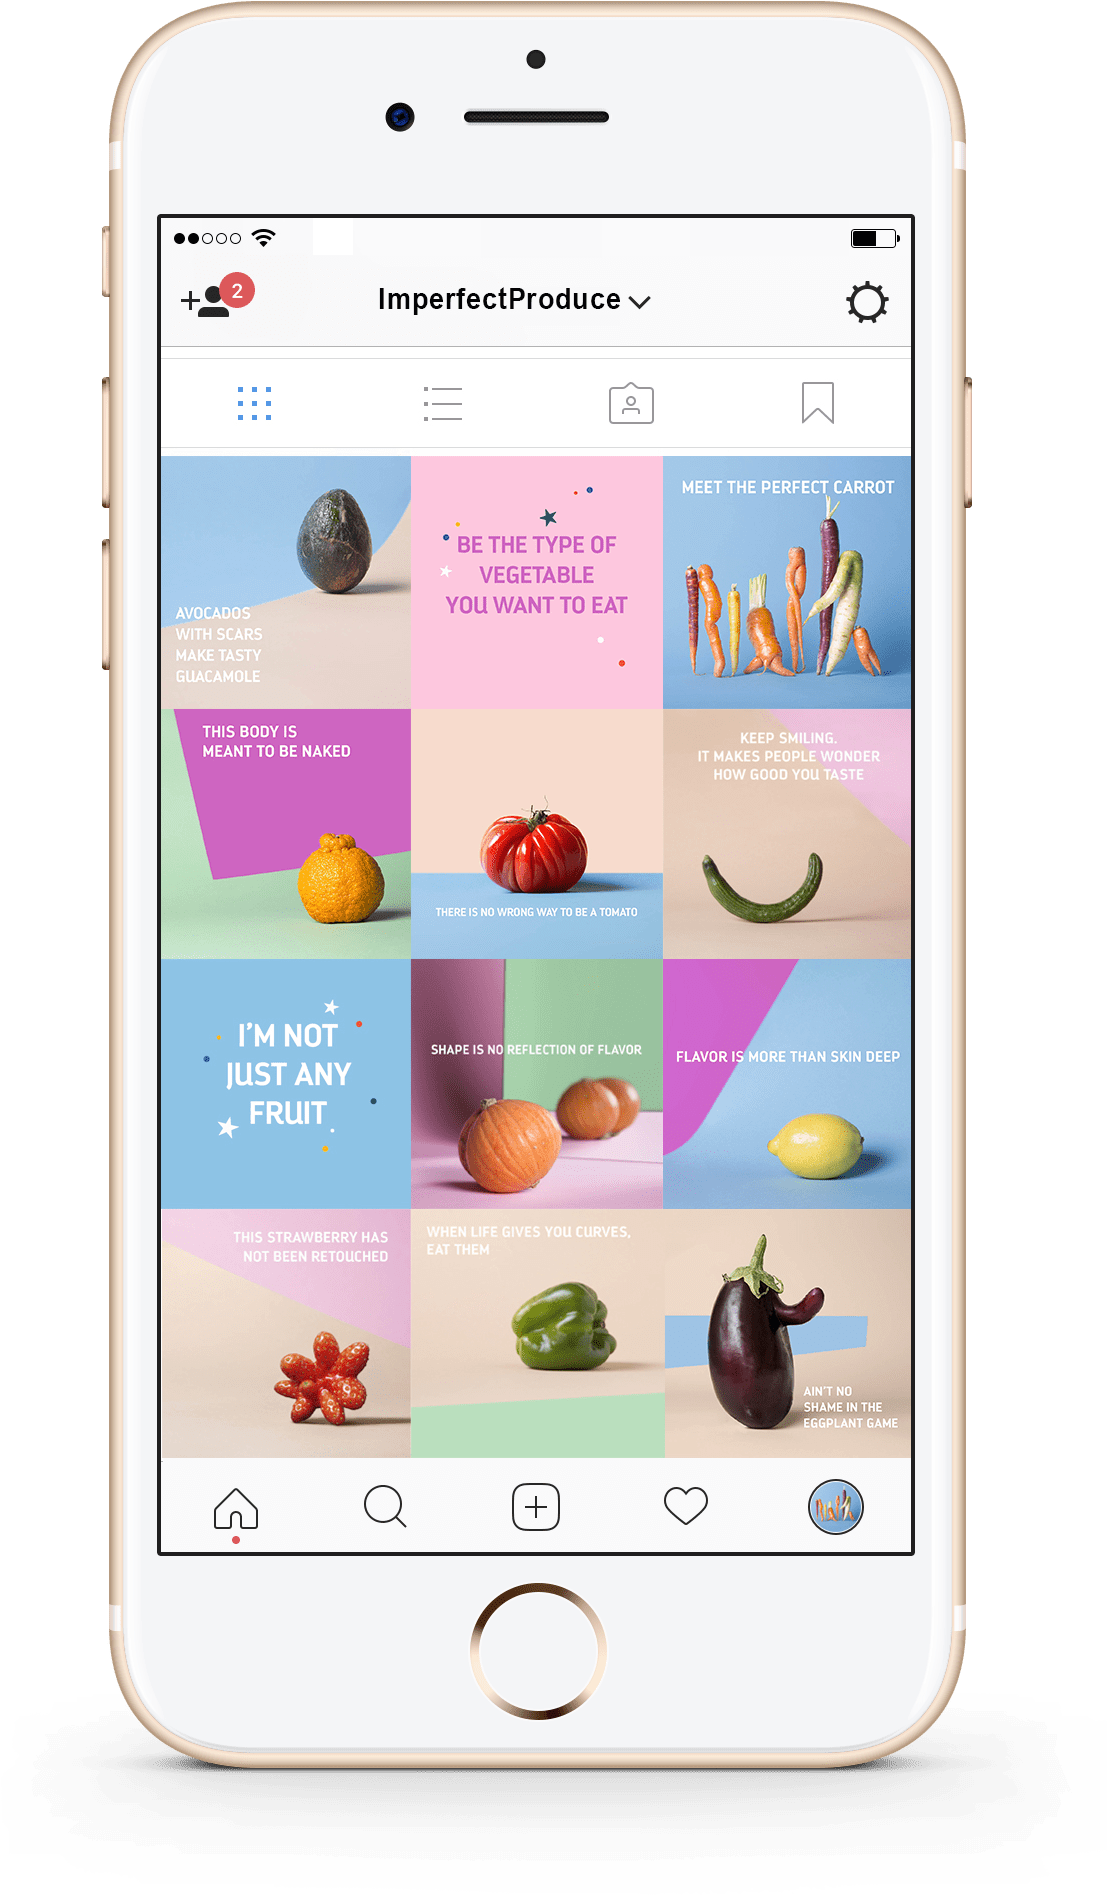 2
ImperfectProduce
AVOCADOS
WITH SCARS
MAKE TASTY
GUACAMOLE
BE THE TYPE OF
VEGETABLE
YOU WANT TO EAT
MEET THE PERFECT CARROT
THIS BODY IS
MEANT TO BE NAKED
THERE IS NO WRONG WAY TO BE A TOMATO
KEEP SMILING,
IT MAKES PEOPLE WONDER
HOW GOOD YOU TASTE
I'M NOT
JUST ANY
FRUIT
SHAPE IS NO REFLECTION OF FLAVOR
FLAVOR IS MORE THAN SKIN DEEP
THIS STRAWBERRY HAS
NOT BEEN RETOUCHED
WHEN LIFE GIVES YOU CURVES,
EAT THEM
AIN'T NO
SHAME IN THE
EGGPLANT GAME